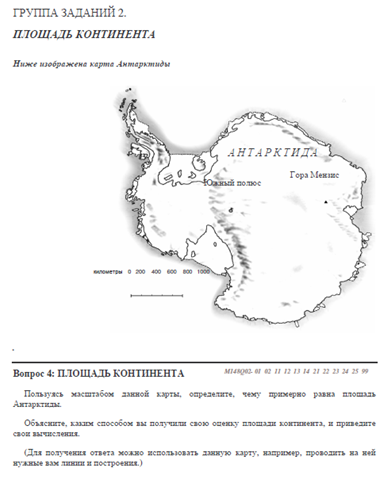 ГРУППА ЗАДАНИЙ 2.
ПЛОЩАДЬ КОНТИНЕНТА
Ниже изображена карта Антарктиды
АНТАРКТИДА
Гора Мензис
Южный полюс
километры 0 200 400 600 800 1000
Вопрос 4: ПЛОЩАДЬ КОНТИНЕНТА
M148Q02- 01 02 11 12 13 14 21 22 23 24 25 99
Пользуясь масштабом данной карты, определите, чему примерно равна площадь
Антарктиды.
Объясните, каким способом вы получили свою оценку площади континента, и приведите
свои вычисления.
(Для получения ответа можно использовать данную карту, например, проводить на ней
нужные вам линии и построения.)